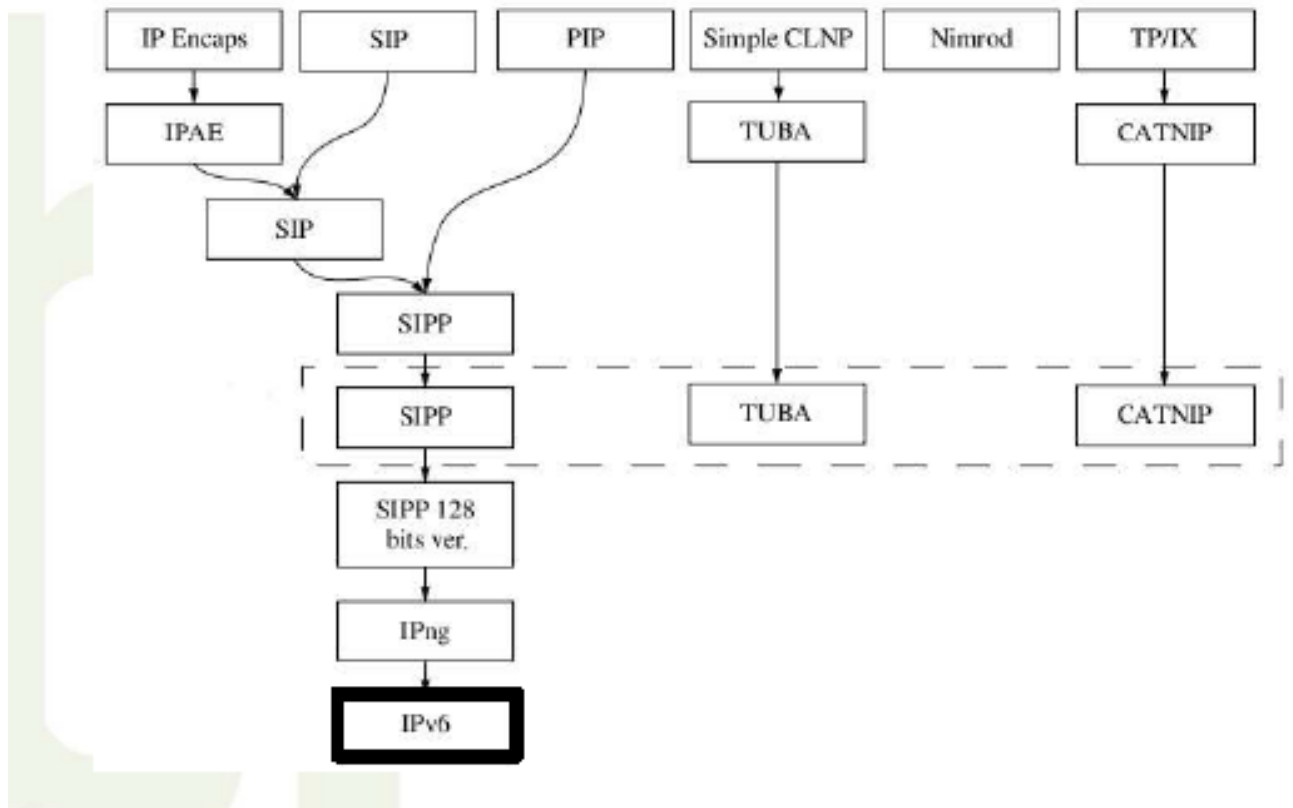 IP Encaps
SIP
PIP
Simple CLNP
Nimrod
TP/IX
IPAE
TUBA
CATNIP
SIP
SIPP
SIPP
TUBA
CATNIP
SIPP 128
bits ver.
IPng
IPv6